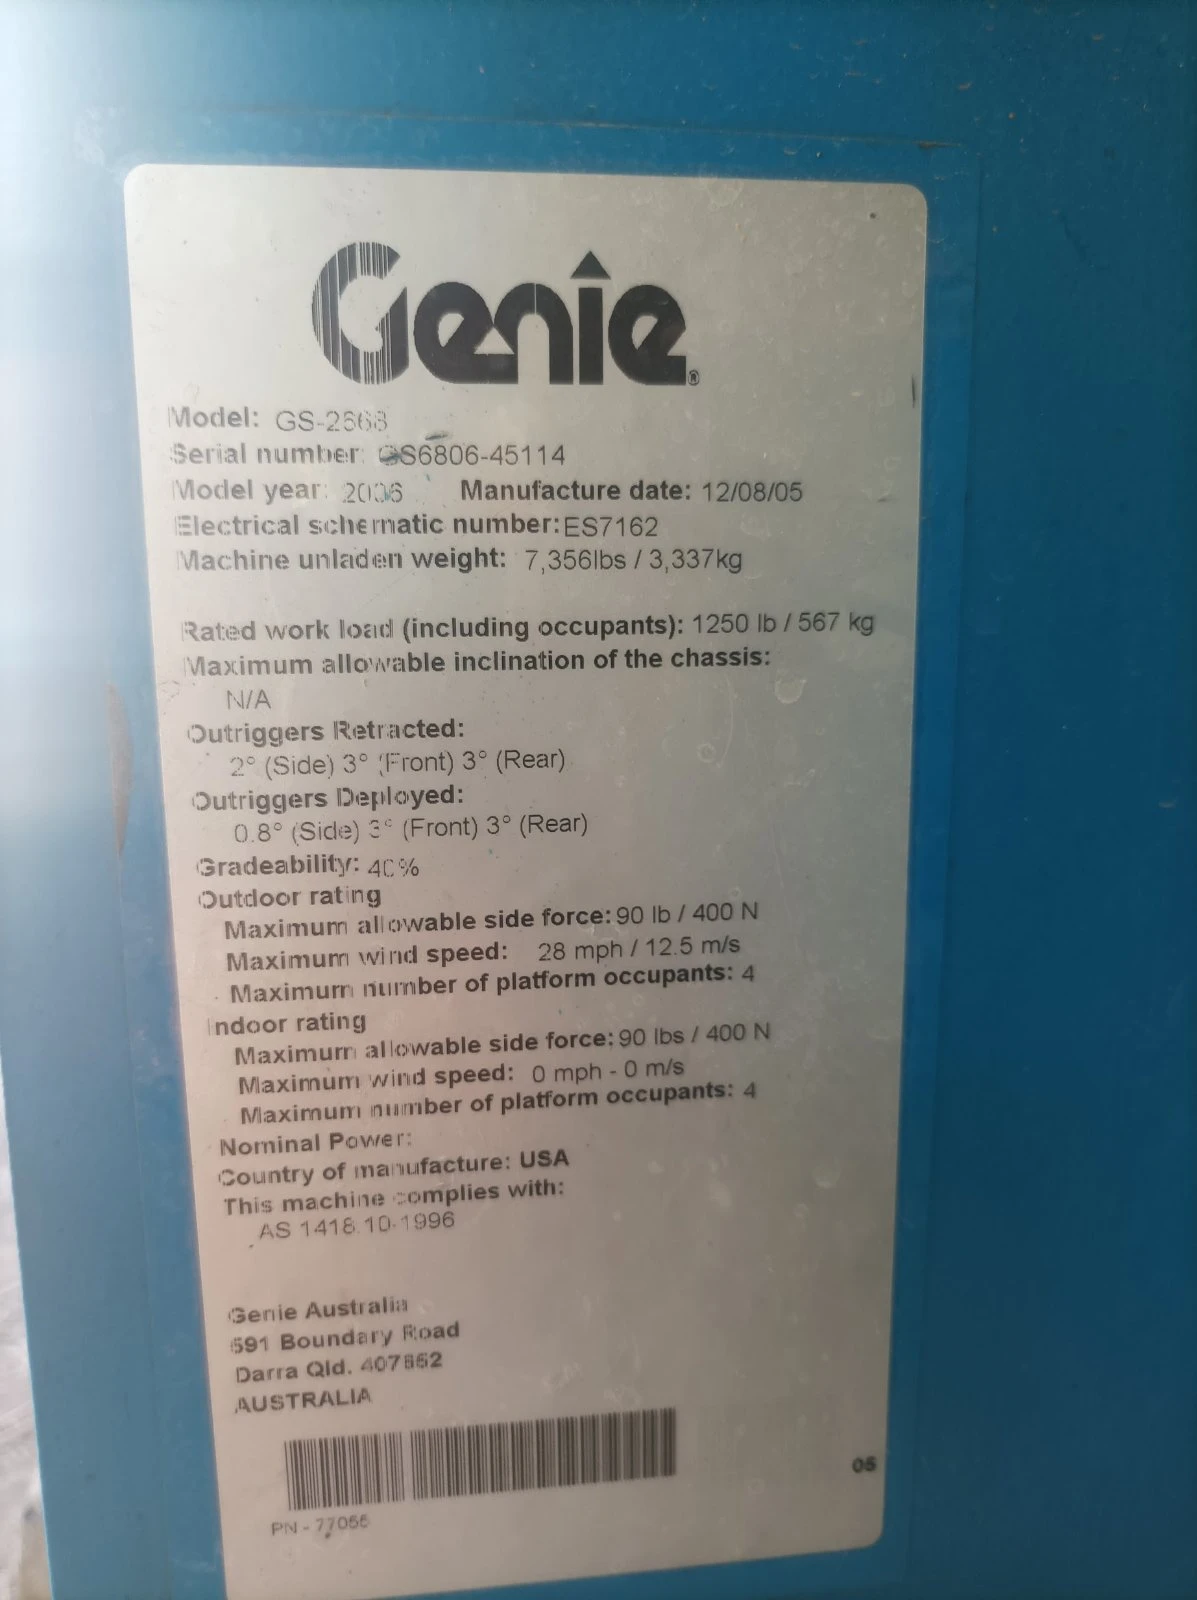 Genie®
Model: GS-2668
Serial number: GS6806-45114
Model year: 2006 Manufacture date: 12/08/05
Electrical schematic number: ES7162
Machine unladen weight: 7,356lbs / 3,337kg
Rated work load (including occupants): 1250 lb / 567 kg
Maximum allowable inclination of the chassis:
N/A
Outriggers Retracted:
2° (Side) 3° (Front) 3° (Rear)
Outriggers Deployed:
0.8° (Side) 3° (Front) 3° (Rear)
Gradeability: 40%
Outdoor rating
Maximum allowable side force: 90 lb / 400 N
Maximum wind speed: 28 mph / 12.5 m/s
Maximum number of platform occupants: 4
Indoor rating
Maximum allowable side force: 90 lbs / 400 N
Maximum wind speed: 0 mph - 0 m/s
Maximum number of platform occupants: 4
Nominal Power:
Country of manufacture: USA
This machine complies with:
AS 1418.10-1996
Genie Australia
Boundary Road
Darra Qld.
AUSTRALIA
05
PN -